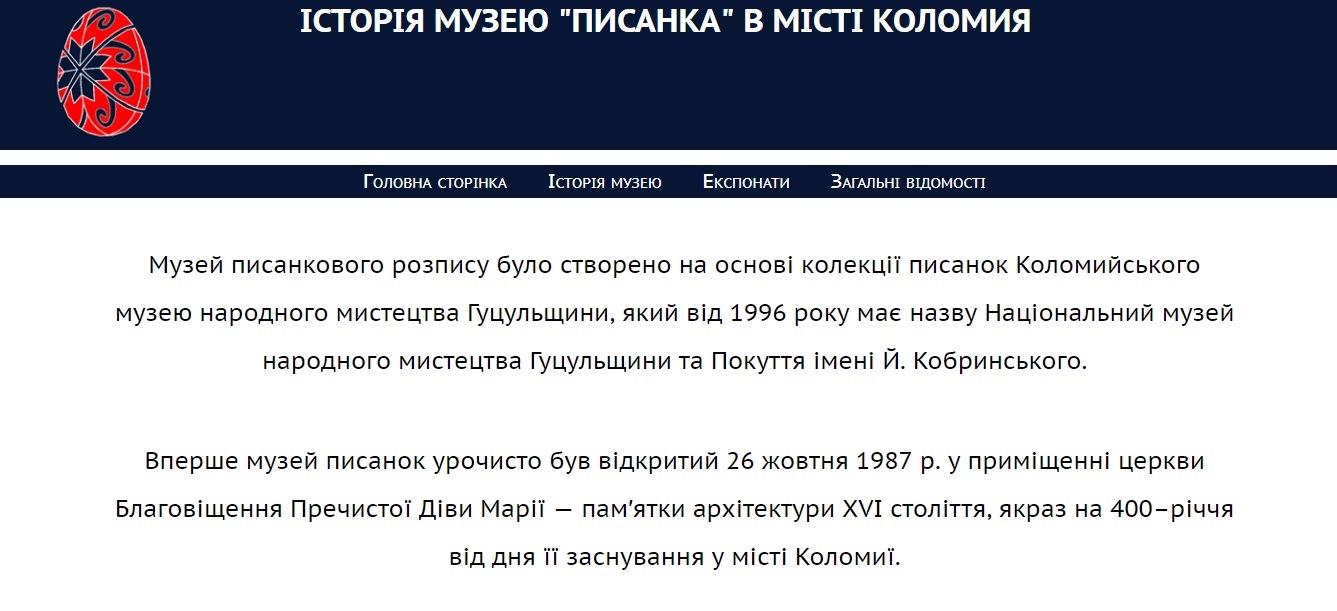 ІСТОРІЯ МУЗЕЮ "ПИСАНКА" В МІСТІ КОЛОМИЯ
Головна сторінка Історія музею Експонати Загальні відомості
Музей писанкового розпису було створено на основі колекції писанок Коломийського
музею народного мистецтва Гуцульщини, який від 1996 року має назву Національний музей
народного мистецтва Гуцульщини та Покуття імені Й. Кобринського.
Вперше музей писанок урочисто був відкритий 26 жовтня 1987 р. у приміщенні церкви
Благовіщення Пречистої Діви Марії — пам′ятки архітектури XVI століття, якраз на 400–річчя
від дня її заснування у місті Коломиї.